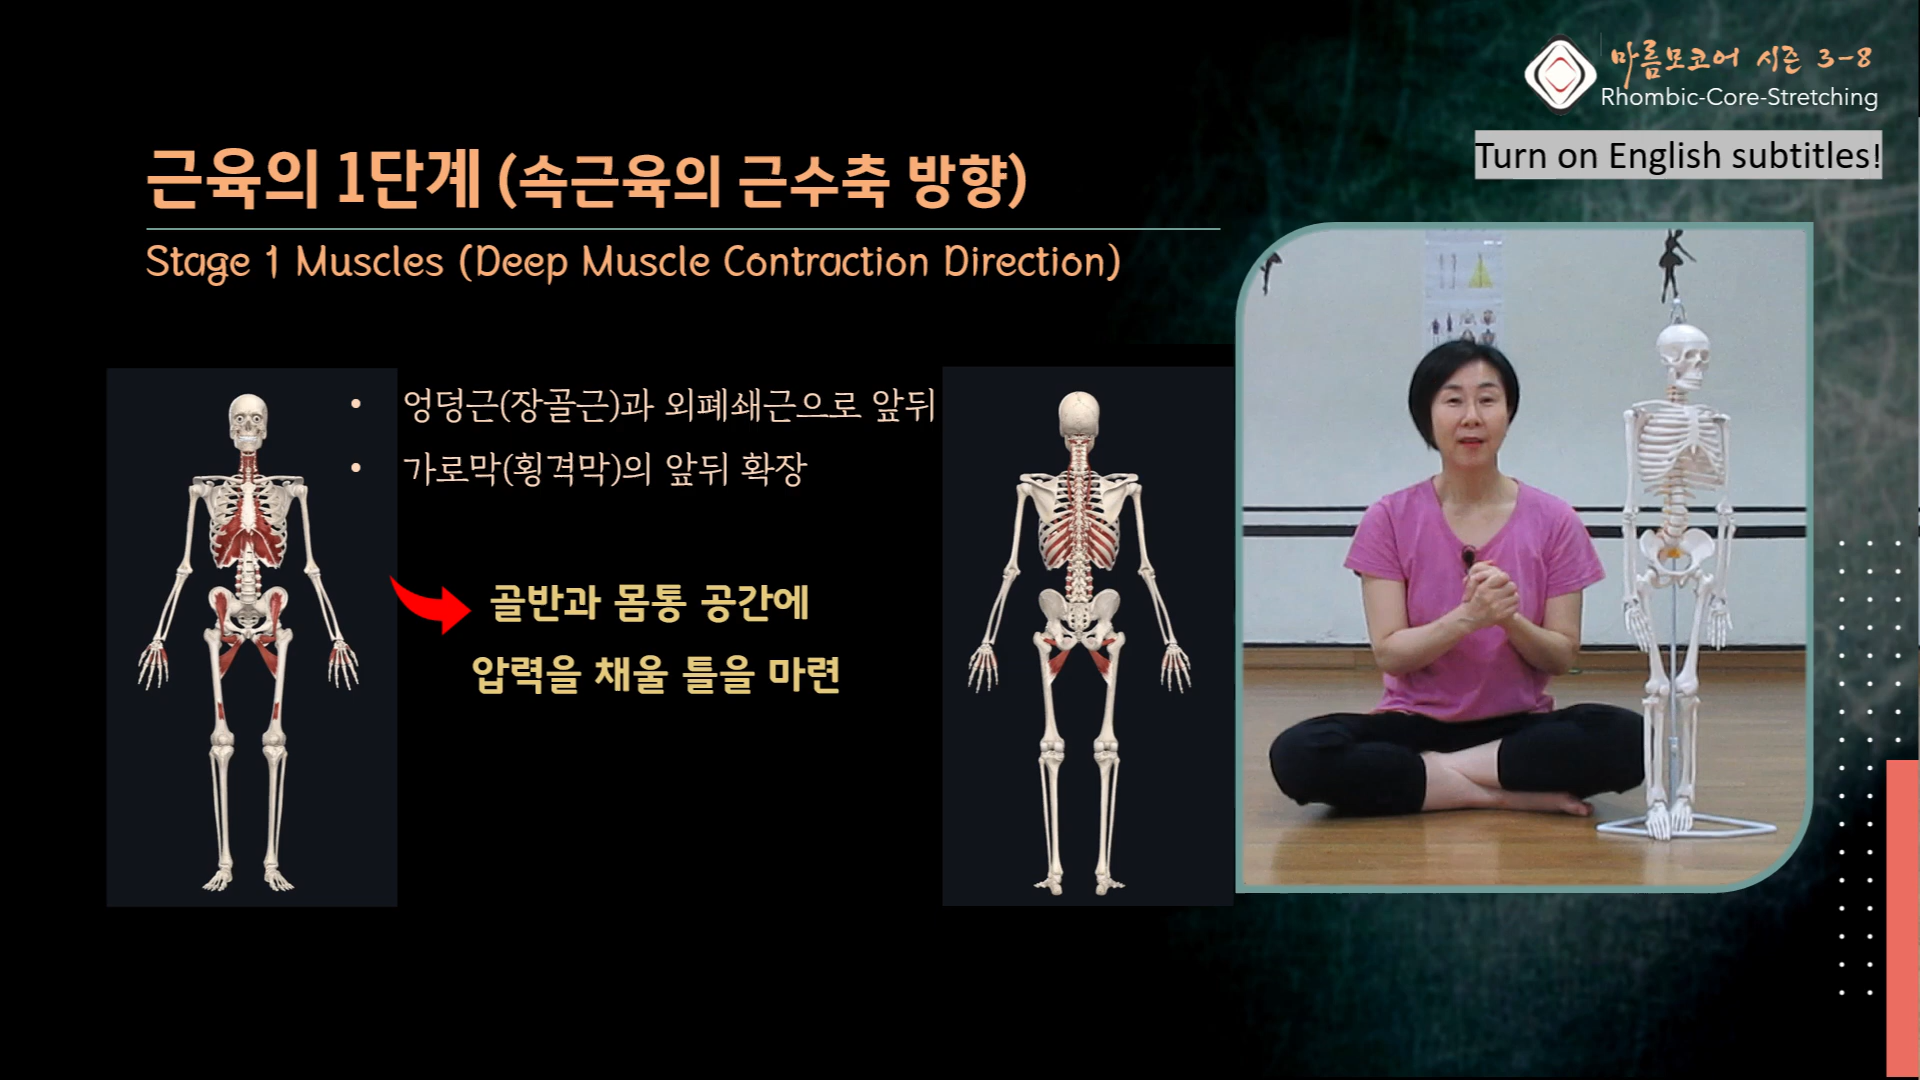 마름모코어 시즌 3-8
Rhombic-Core-Stretching
Turn on English subtitles!
근육의 1단계 (속근육의 근수축 방향)
Stage 1 Muscles (Deep Muscle Contraction Direction)
• 엉덩근(장골근)과 외폐쇄근으로 앞뒤
• 가로막(횡격막)의 앞뒤 확장
골반과 몸통 공간에
압력을 채울 틀을 마련